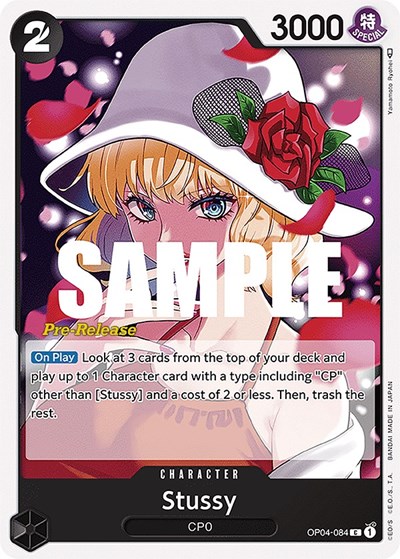 2
3000
特
SPECIAL
Yamamoto Ryohei
SAMPLE
Pre-Release
On Play Look at 3 cards from the top of your deck and
play up to 1 Character card with a type including "CP"
other than [Stussy] and a cost of 2 or less. Then, trash the
rest.
CHARACTER
Stussy
CP0
OP04-084 C 1
©E.O./S., T.A. BANDAI MADE IN JAPAN